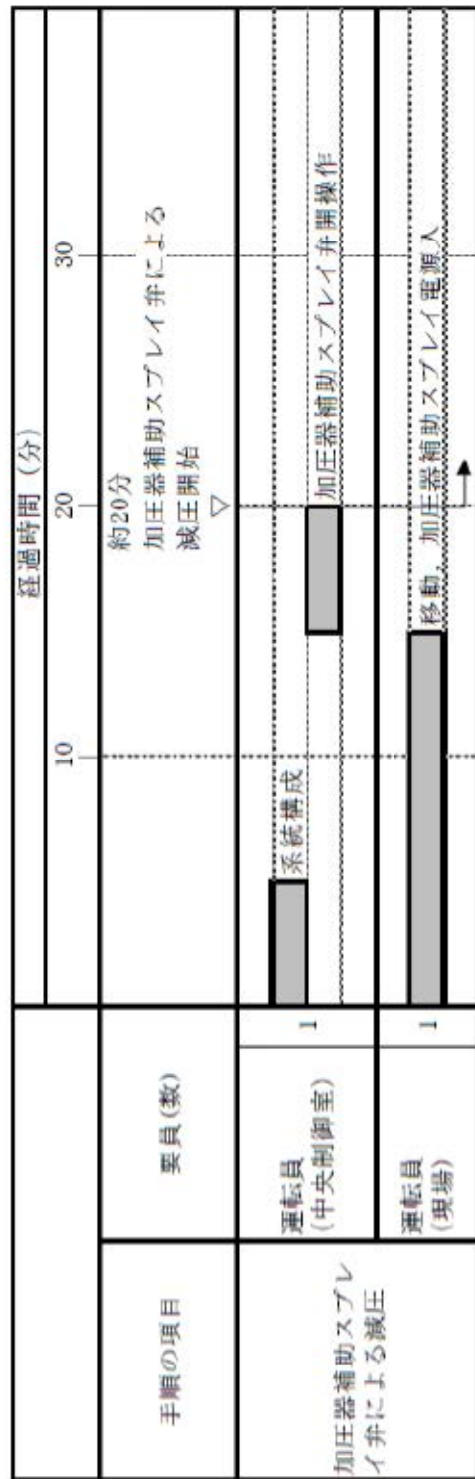 経過時間（分）
10
20
30
手順の項目
要員(数)
約20分
加圧器補助スプレイ弁による
減圧開始
▽
加圧器補助スプレ
イ弁による減圧
運転員
(中央制御室)
1
系統構成
加圧器補助スプレイ弁開操作
運転員
(現場)
1
移動，加圧器補助スプレイ電源入